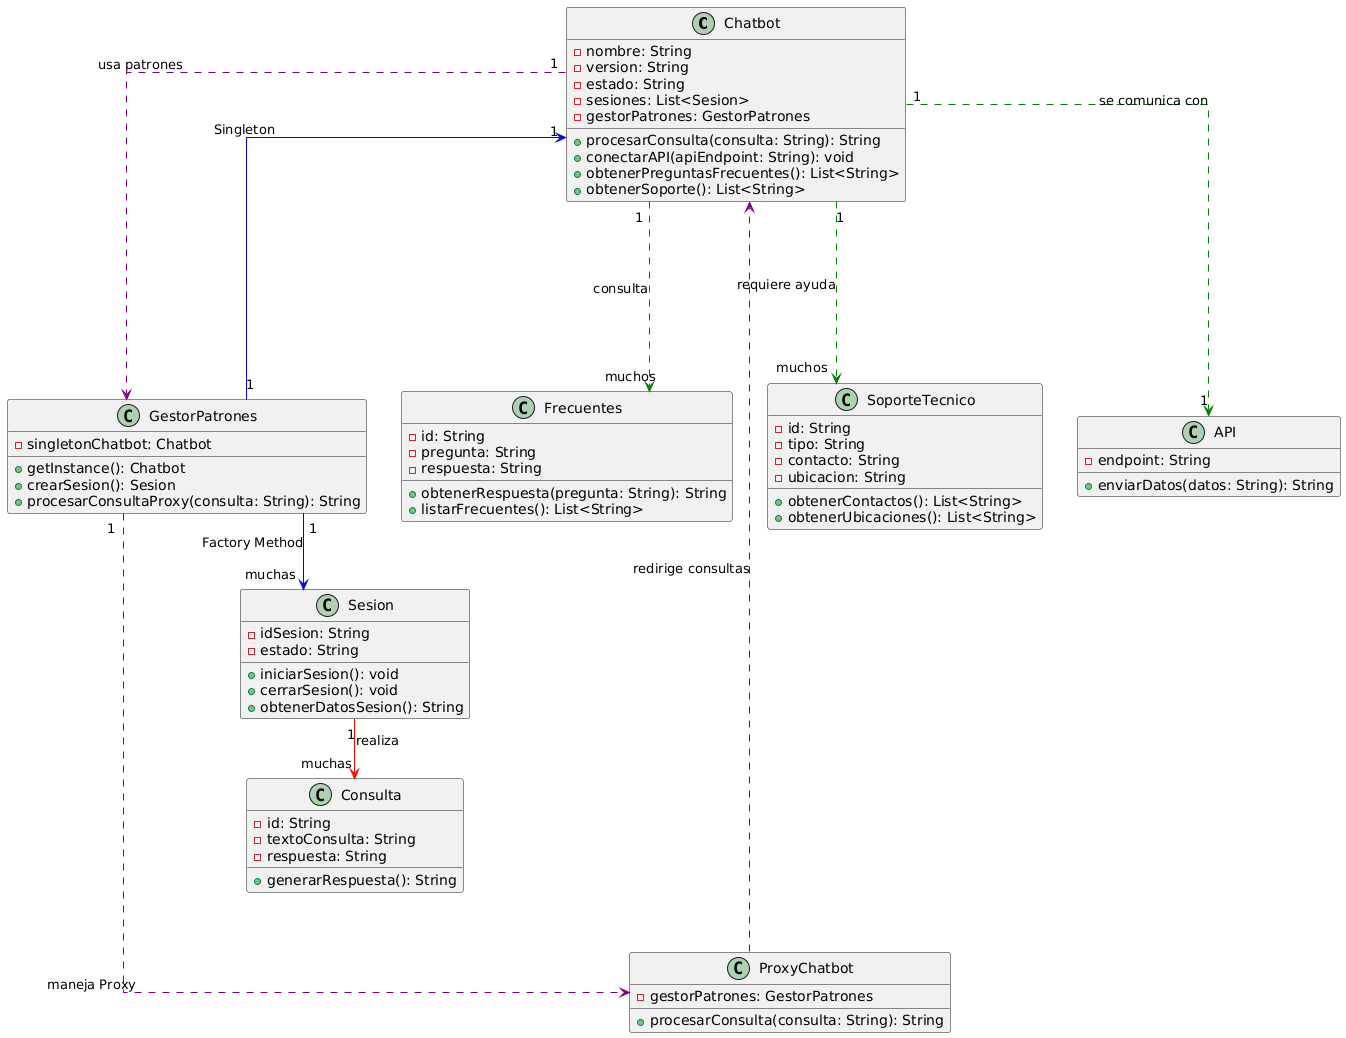 C Chatbot
nombre: String
version: String
estado: String
sesiones: List<Sesion>
gestorPatrones: GestorPatrones
procesarConsulta(consulta: String): String
conectarAPI(apiEndpoint: String): void
obtenerPreguntasFrecuentes(): List<String>
obtenerSoporte(): List<String>
usa patrones
1
1
se comunica con
Singleton
1
1
consulta
1
requiere ayuda
1
muchos
muchos
1
1
C GestorPatrones
singletonChatbot: Chatbot
getInstance(): Chatbot
crearSesion(): Sesion
procesarConsultaProxy(consulta: String): String
C Frecuentes
id: String
pregunta: String
respuesta: String
obtenerRespuesta(pregunta: String): String
listarFrecuentes(): List<String>
C SoporteTecnico
id: String
tipo: String
contacto: String
ubicacion: String
obtenerContactos(): List<String>
obtenerUbicaciones(): List<String>
C API
endpoint: String
enviarDatos(datos: String): String
1
1
Factory Method
muchas
redirige consultas
C Sesion
idSesion: String
estado: String
iniciarSesion(): void
cerrarSesion(): void
obtenerDatosSesion(): String
1
realiza
muchas
C Consulta
id: String
textoConsulta: String
respuesta: String
generarRespuesta(): String
maneja Proxy
C ProxyChatbot
gestorPatrones: GestorPatrones
procesarConsulta(consulta: String): String